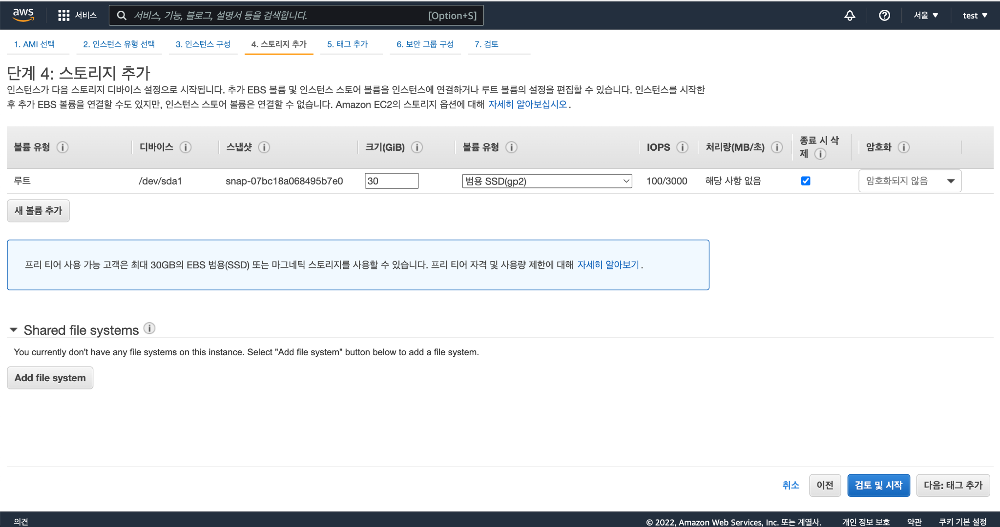 aws
서비스
서비스, 기능, 블로그, 설명서 등을 검색합니다.
[Option+S]
서울 ▼
test ▼
1. AMI 선택
2. 인스턴스 유형 선택
3. 인스턴스 구성
4. 스토리지 추가
5. 태그 추가
6. 보안 그룹 구성
7. 검토
단계 4: 스토리지 추가
인스턴스가 다음 스토리지 디바이스 설정으로 시작됩니다. 추가 EBS 볼륨 및 인스턴스 스토어 볼륨을 인스턴스에 연결하거나 루트 볼륨의 설정을 편집할 수 있습니다. 인스턴스를 시작한
후 추가 EBS 볼륨을 연결할 수도 있지만, 인스턴스 스토어 볼륨은 연결할 수 없습니다. Amazon EC2의 스토리지 옵션에 대해 자세히 알아보십시오.
볼륨 유형 i
디바이스 i
스냅샷 i
크기(GiB) i
볼륨 유형 i
IOPS i
처리량(MB/초) i
종료 시 삭
제 i
암호화 i
루트
/dev/sda1
snap-07bc18a068495b7e0
30
범용 SSD(gp2)
100/3000
해당 사항 없음
암호화되지 않음
새 볼륨 추가
프리 티어 사용 가능 고객은 최대 30GB의 EBS 범용(SSD) 또는 마그네틱 스토리지를 사용할 수 있습니다. 프리 티어 자격 및 사용량 제한에 대해 자세히 알아보기.
Shared file systems i
You currently don't have any file systems on this instance. Select "Add file system" button below to add a file system.
Add file system
취소
이전
검토 및 시작
다음: 태그 추가
의견
© 2022, Amazon Web Services, Inc. 또는 계열사.
개인 정보 보호
약관
쿠키 기본 설정